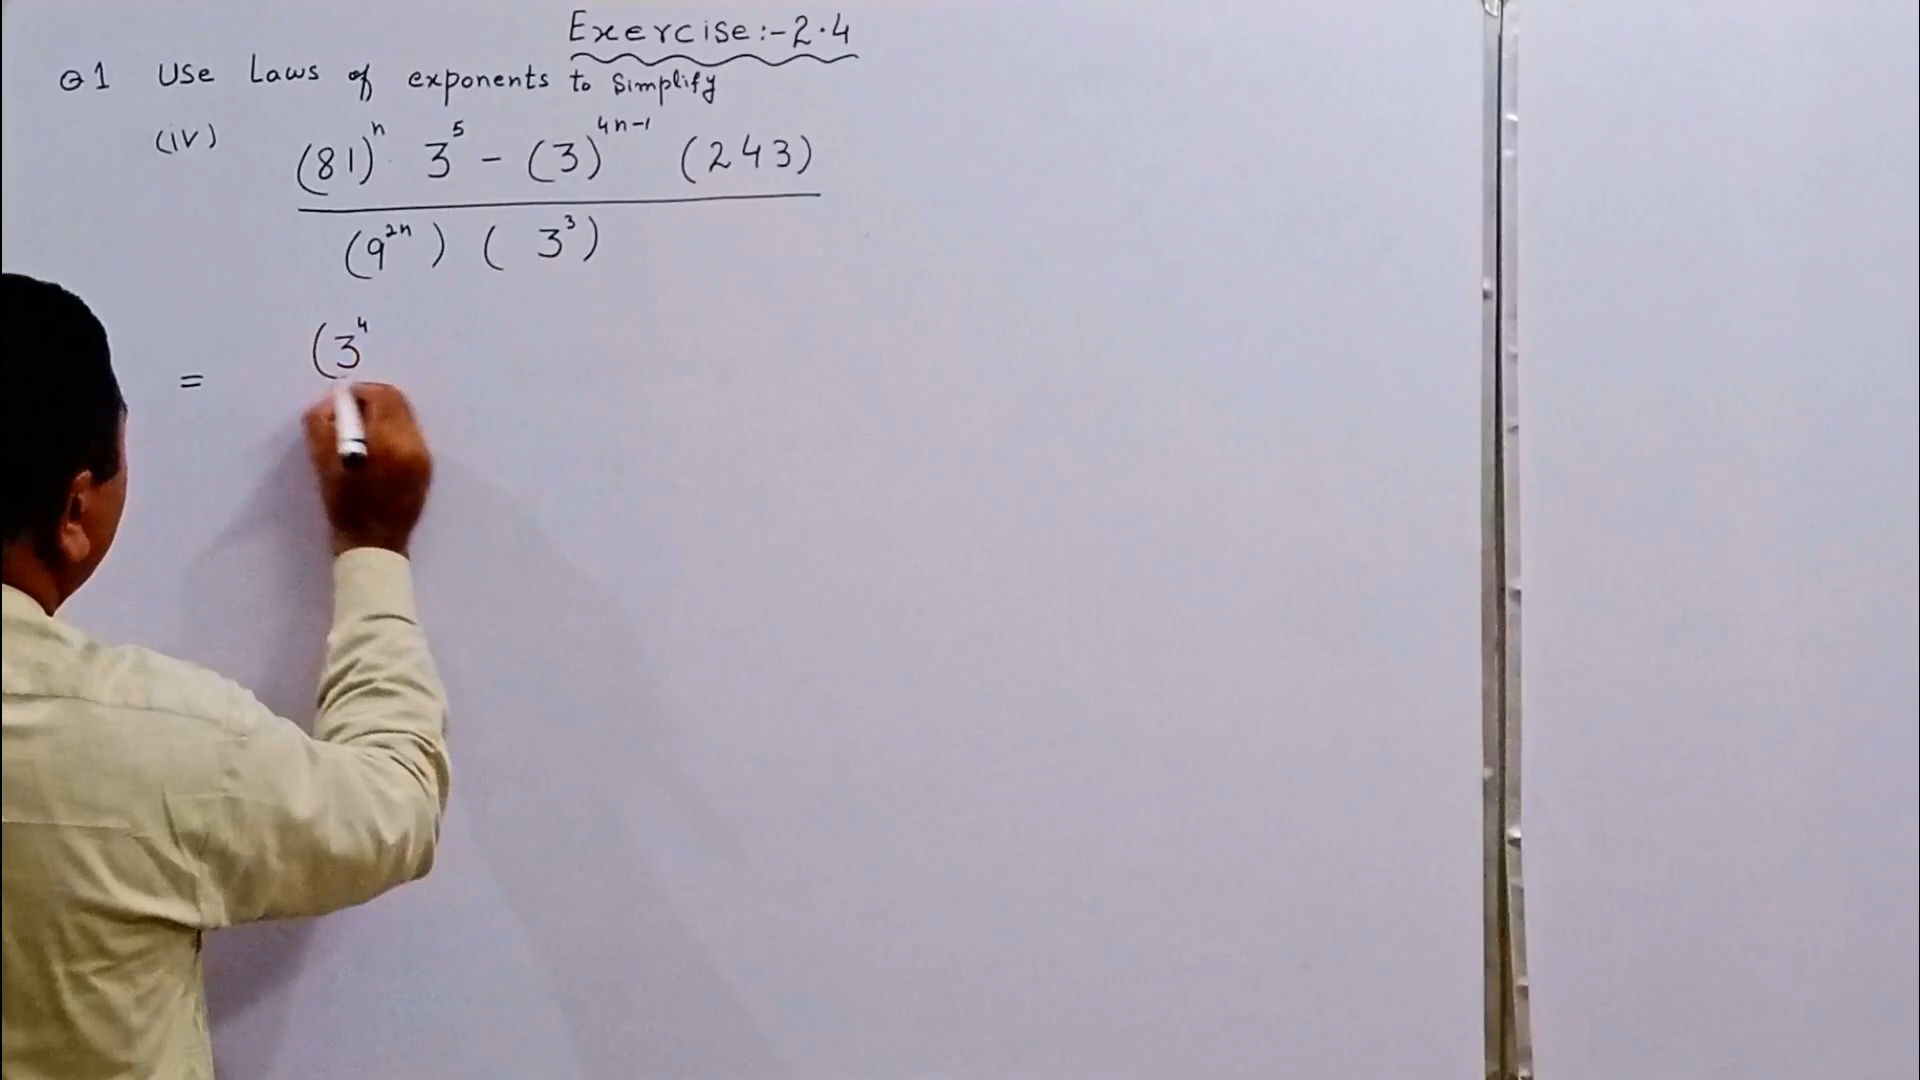 Exercise:-2.4
Q1 Use Laws of exponents to Simplify
(iv) (81)^n 3^5 - (3)^{4n-1} (243)
(9^{2n}) ( 3^3)
= (3^4